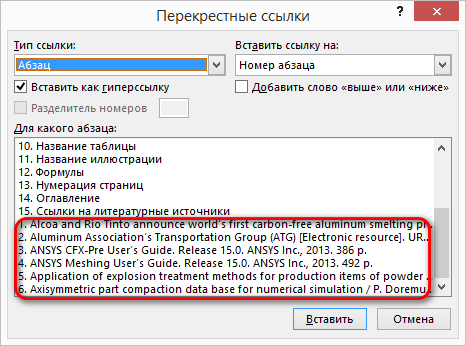 Перекрестные ссылки
? ×
Тип ссылки:
Вставить ссылку на:
Абзац
Номер абзаца
Вставить как гиперссылку
Добавить слово «выше» или «ниже»
Разделитель номеров
Для какого абзаца:
10. Название таблицы
11. Название иллюстрации
12. Формулы
13. Нумерация страниц
14. Оглавление
15. Ссылки на литературные источники
1. Alcoa and Rio Tinto announce world's first carbon-free aluminum smelting pr...
2. Aluminum Association's Transportation Group (ATG) [Electronic resource]. UR...
3. ANSYS CFX-Pre User's Guide. Release 15.0. ANSYS Inc., 2013. 386 p.
4. ANSYS Meshing User's Guide. Release 15.0. ANSYS Inc., 2013. 492 p.
5. Application of explosion treatment methods for production items of powder ...
6. Axisymmetric part compaction data base for numerical simulation / P. Doremu...
Вставить
Отмена